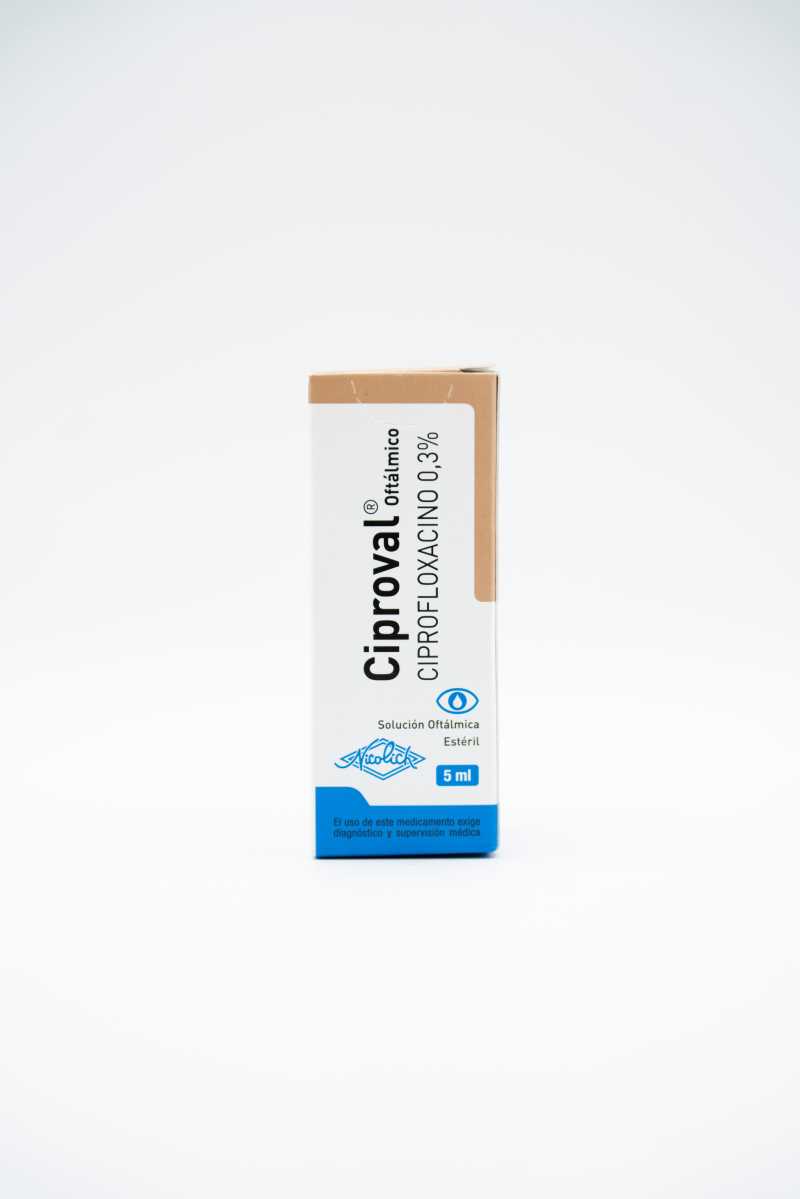 Ciproval® Oftálmico
CIPROFLOXACINO 0,3%
Solución Oftálmica
Estéril
Nicolich
5 ml
El uso de este medicamento exige
diagnóstico y supervisión médica